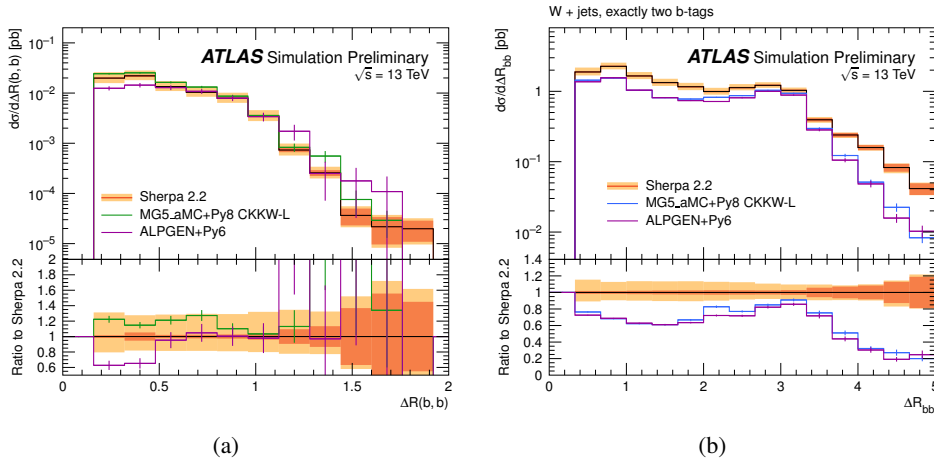 ATLAS Simulation Preliminary
√s = 13 TeV
dσ/dΔR(b, b) [pb]
10⁻¹
10⁻²
10⁻³
10⁻⁴
10⁻⁵
Sherpa 2.2
MG5_aMC+Py8 CKKW-L
ALPGEN+Py6
Ratio to Sherpa 2.2
2
1.8
1.6
1.4
1.2
1
0.8
0.6
0 0.5 1 1.5 2
ΔR(b, b)
(a)
W + jets, exactly two b-tags
ATLAS Simulation Preliminary
√s = 13 TeV
dσ/dΔR_bb [pb]
10¹
1
10⁻¹
10⁻²
Sherpa 2.2
MG5_aMC+Py8 CKKW-L
ALPGEN+Py6
Ratio to Sherpa 2.2
1.4
1.2
1
0.8
0.6
0.4
0.2
0
0 1 2 3 4 5
ΔR_bb
(b)